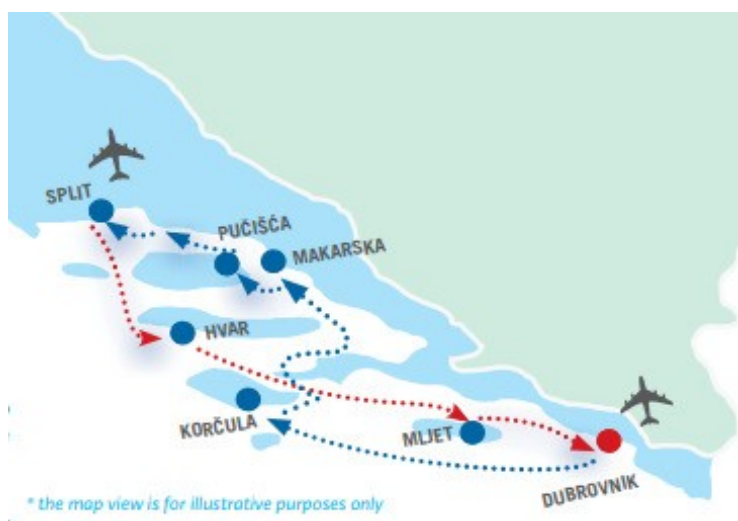 SPLIT
PUČIŠĆA
MAKARSKA
HVAR
KORČULA
MLJET
DUBROVNIK
* the map view is for illustrative purposes only